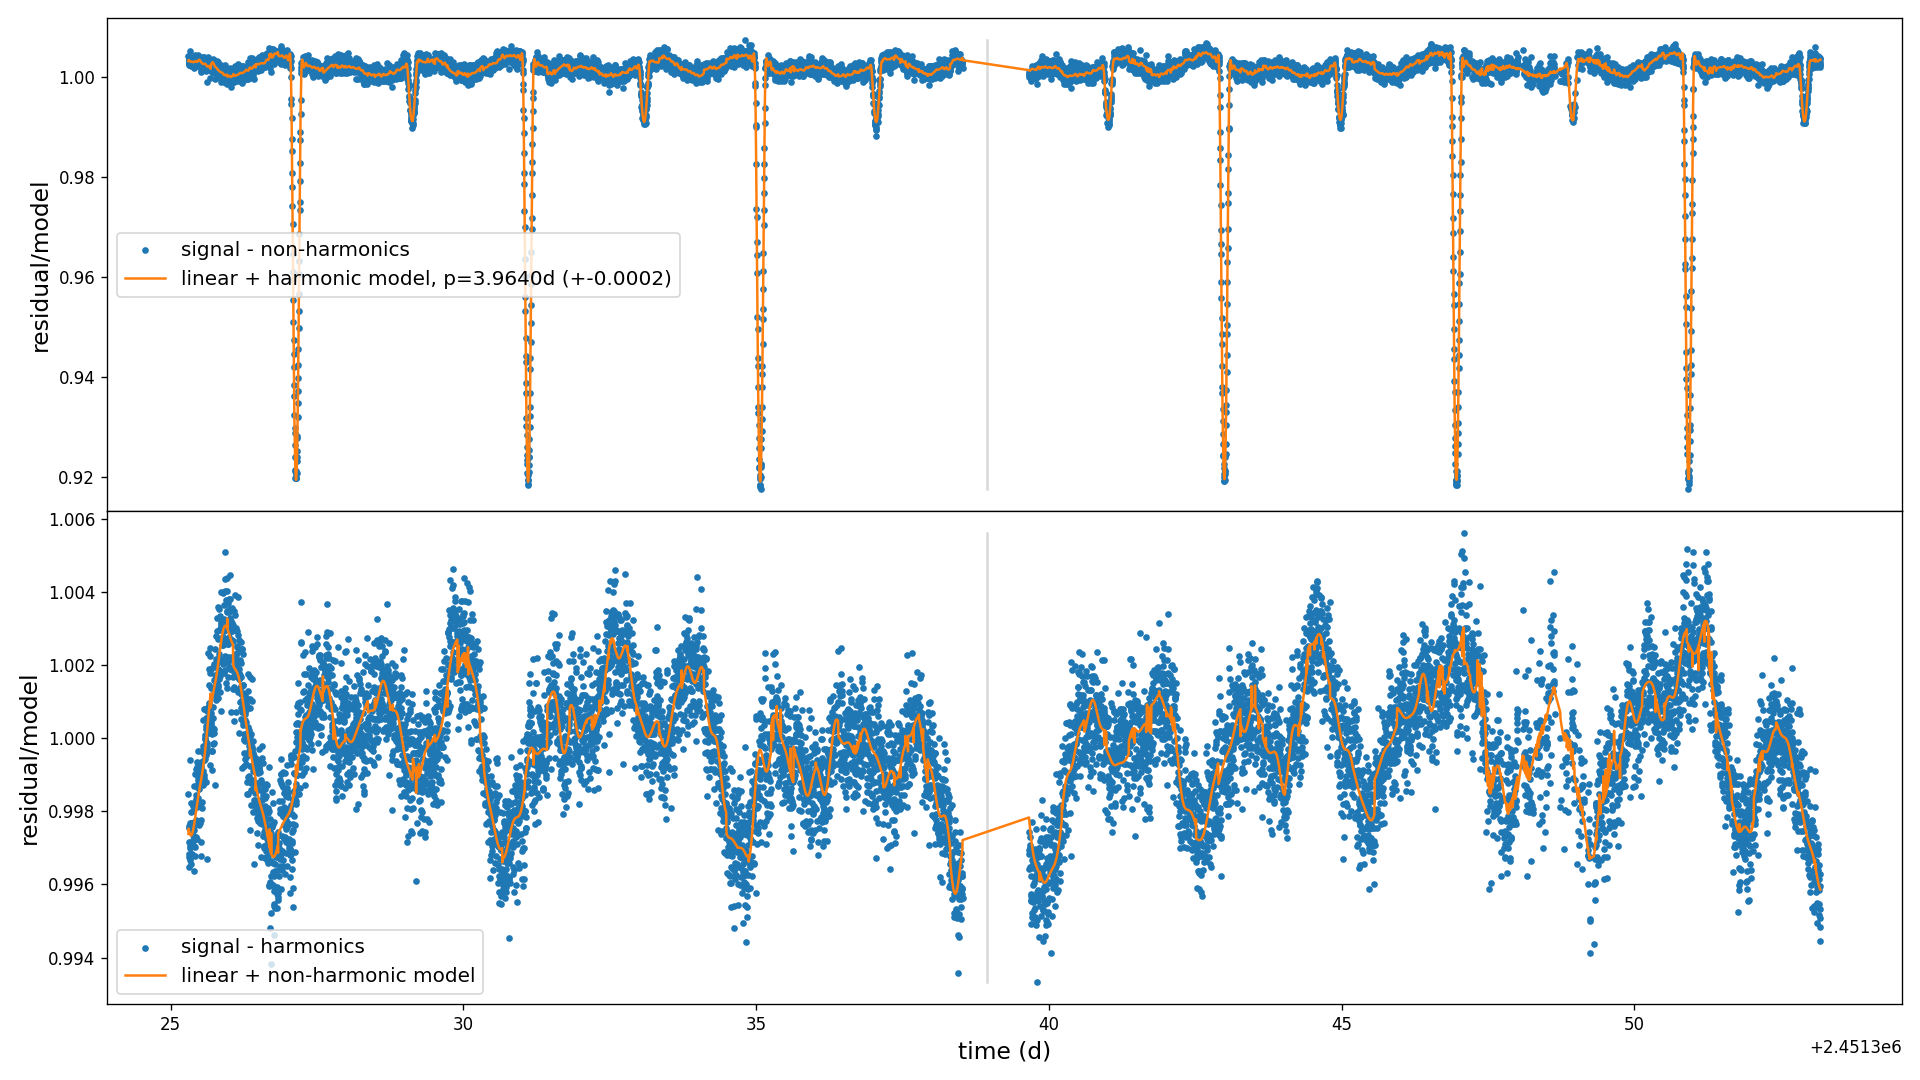 1.00
0.98
0.96
0.94
0.92
residual/model
signal - non-harmonics
linear + harmonic model, p=3.9640d (+-0.0002)
1.006
1.004
1.002
1.000
0.998
0.996
0.994
residual/model
signal - harmonics
linear + non-harmonic model
25 30 35 40 45 50
time (d)
+2.4513e6